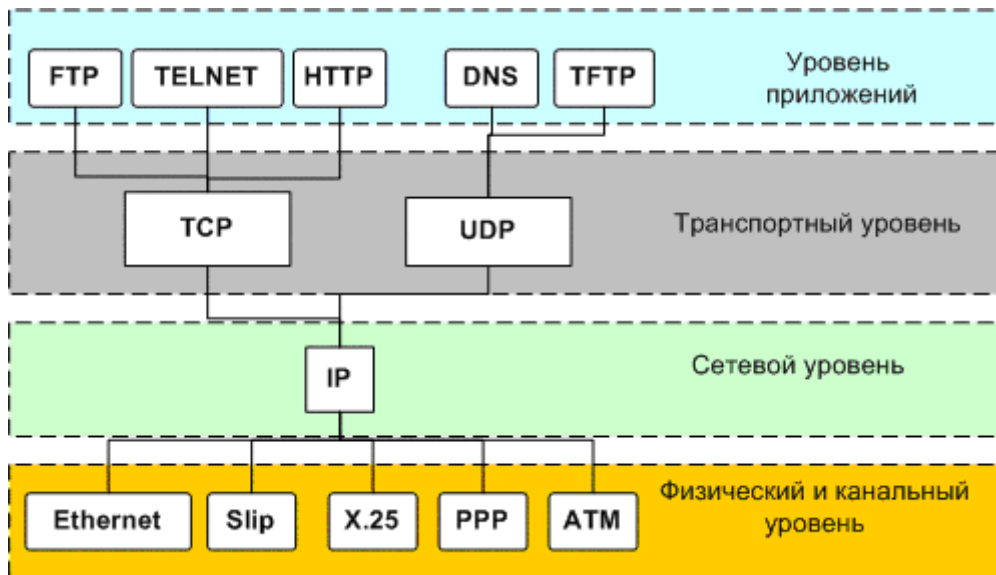 FTP TELNET HTTP DNS TFTP
Уровень
приложений
TCP UDP
Транспортный уровень
IP
Сетевой уровень
Физический и канальный
уровень
Ethernet Slip X.25 PPP ATM